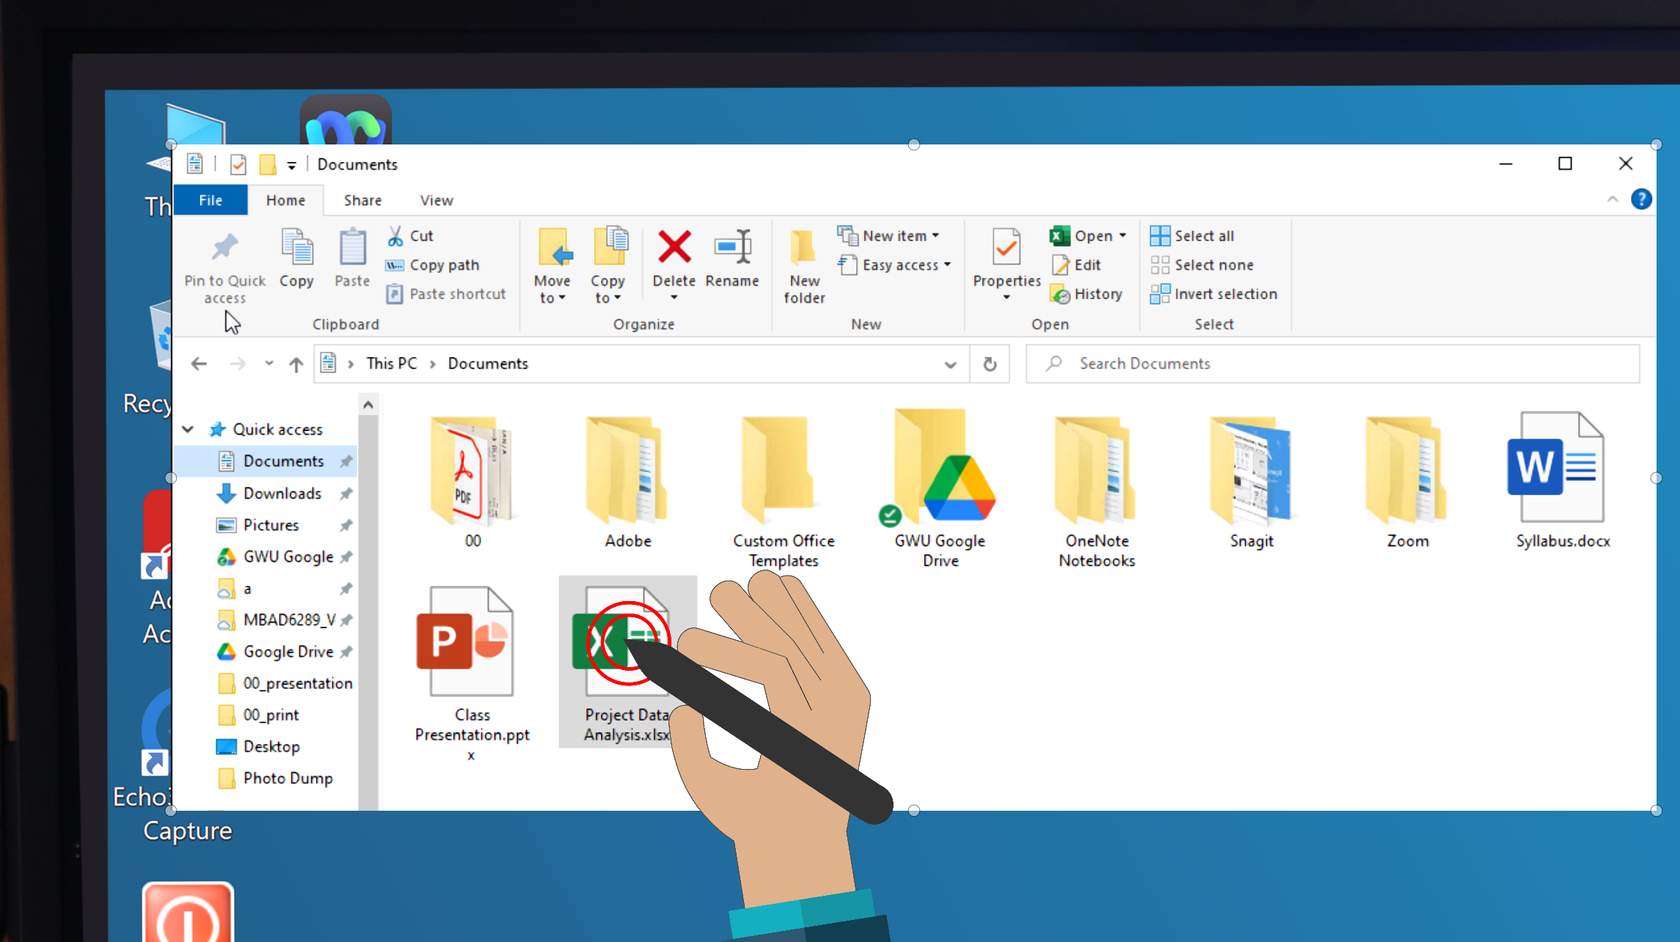 Documents
File Home Share View
Pin to Quick
access
Copy
Paste
Cut
Copy path
Paste shortcut
Clipboard
Move
to
Copy
to
Delete
Rename
Organize
New
folder
New item
Easy access
New
Properties
Open
Edit
History
Open
Select all
Select none
Invert selection
Select
This PC > Documents
Search Documents
Quick access
Documents
Downloads
Pictures
GWU Google
a
MBAD6289_V
Google Drive
00_presentation
00_print
Desktop
Photo Dump
PDF
00
Adobe
Custom Office
Templates
GWU Google
Drive
OneNote
Notebooks
Snagit
Zoom
W
Syllabus.docx
P
Class
Presentation.ppt
x
X
Project Data
Analysis.xlsx
Th
Recy
Ac
Ac
Echo
Capture